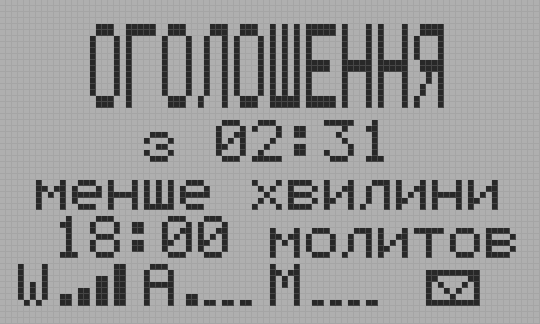 ОГОЛОШЕННЯ
з 02:31
менше хвилини
18:00 молитов
W A M